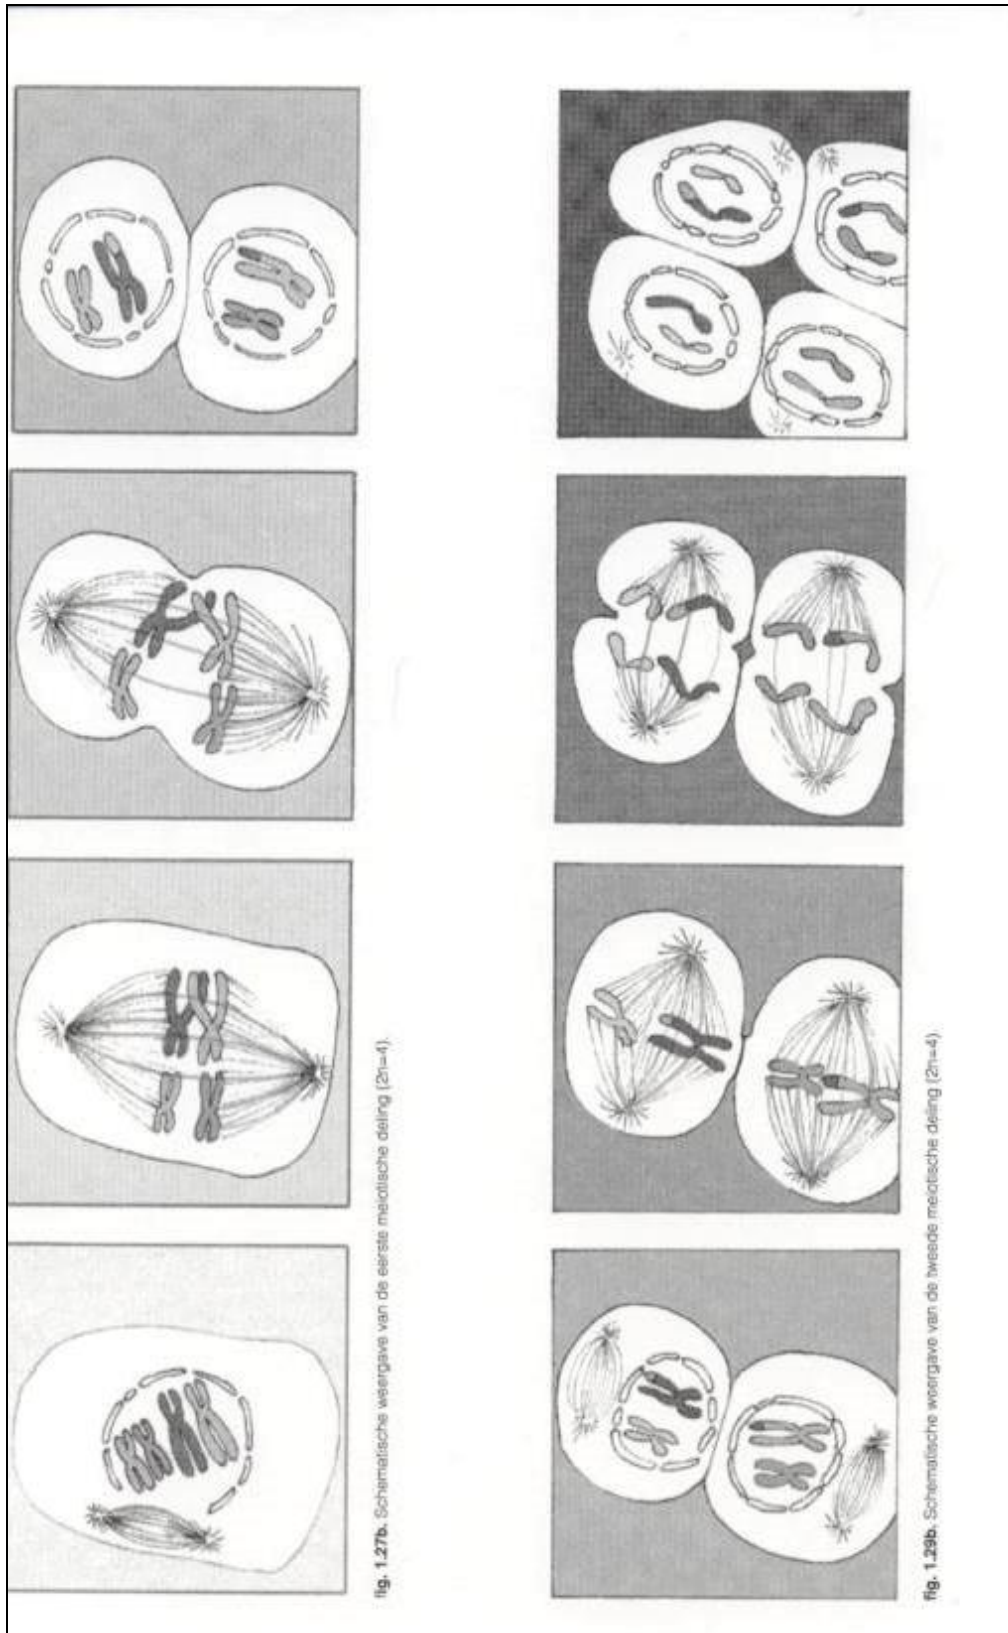 fig. 1.27b. Schematische weergave van de eerste meiotische deling (2n=4).
fig. 1.29b. Schematische weergave van de tweede meiotische deling (2n=4).